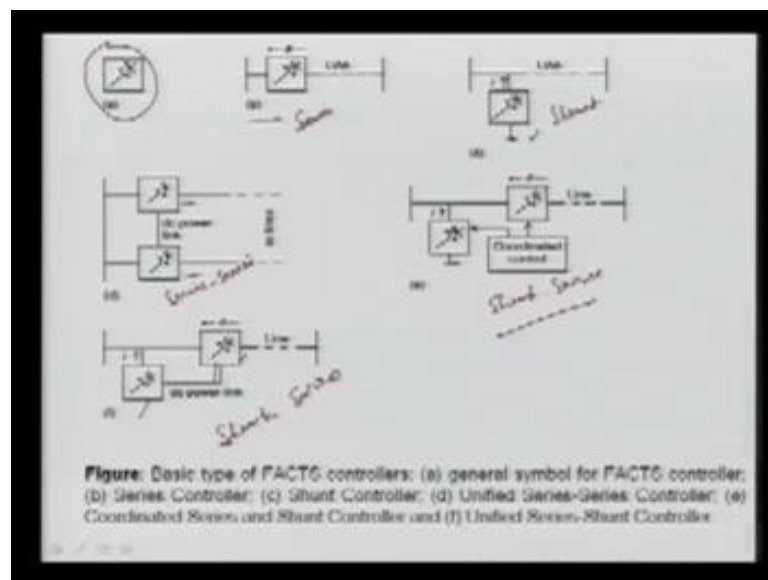 (a)
(b)
Line
Series
Line
Shunt
(d)
dc power
link
ac lines
Series-Series
(e)
Line
Coordinated
control
Shunt Series
(f)
Line
dc power link
Shunt Series
Figure: Basic type of FACTS controllers: (a) general symbol for FACTS controller;
(b) Series Controller; (c) Shunt Controller; (d) Unified Series-Series Controller; (e)
Coordinated Series and Shunt Controller and (f) Unified Series-Shunt Controller